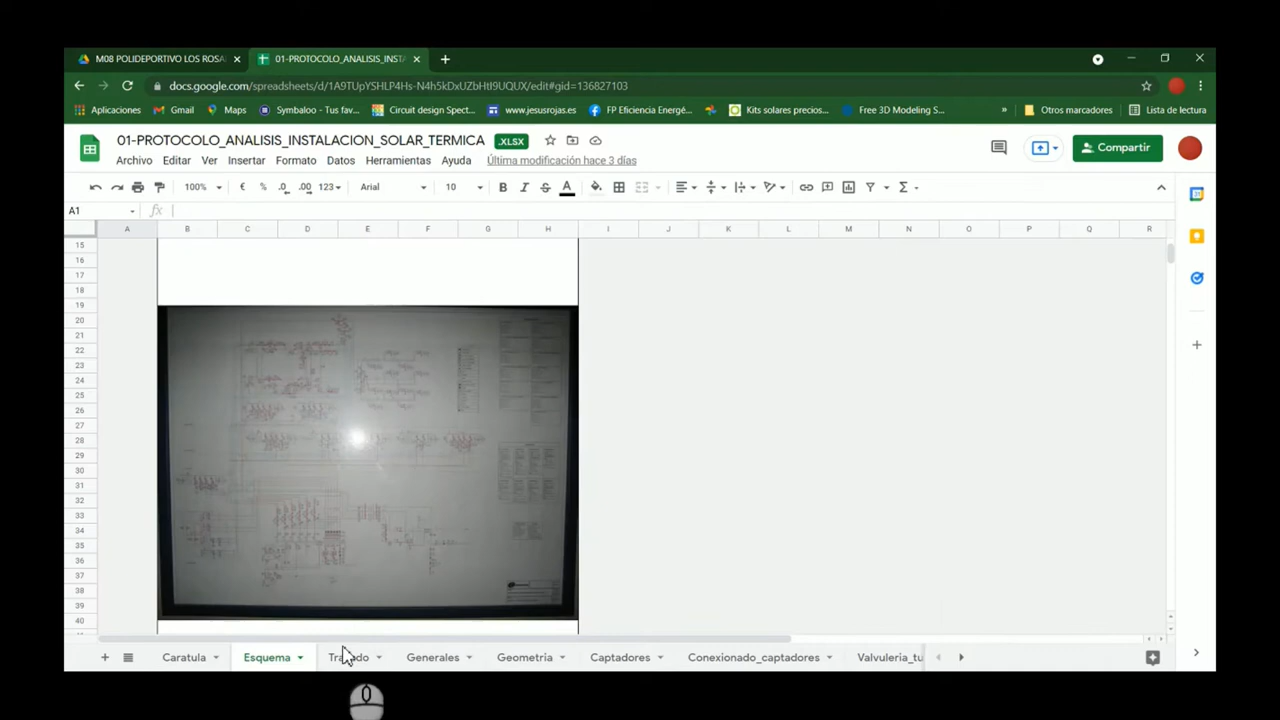 M08 POLIDEPORTIVO LOS ROSA
01-PROTOCOLO_ANALISIS_INSTA
docs.google.com/spreadsheets/d/1A9TUpYSHLP4Hs-N4h5kDxUZbHtI9UQUX/edit#gid=136827103
Aplicaciones
Gmail
Maps
Symbaloo - Tus fav...
Circuit design Spect...
www.jesusrojas.es
FP Eficiencia Energé...
Kits solares precios...
Free 3D Modeling S...
»
Otros marcadores
Lista de lectura
01-PROTOCOLO_ANALISIS_INSTALACION_SOLAR_TERMICA
.XLSX
Archivo
Editar
Ver
Insertar
Formato
Datos
Herramientas
Ayuda
Última modificación hace 3 días
Compartir
100%
€
%
.0
.00
123
Arial
10
B
I
S
A
Σ
A1
fx
A B C D E F G H I J K L M N O P Q R
15
16
17
18
19
20
21
22
23
24
25
26
27
28
29
30
31
32
33
34
35
36
37
38
39
40
Caratula
Esquema
Generales
Geometria
Captadores
Conexionado_captadores
Valvuleria_tu